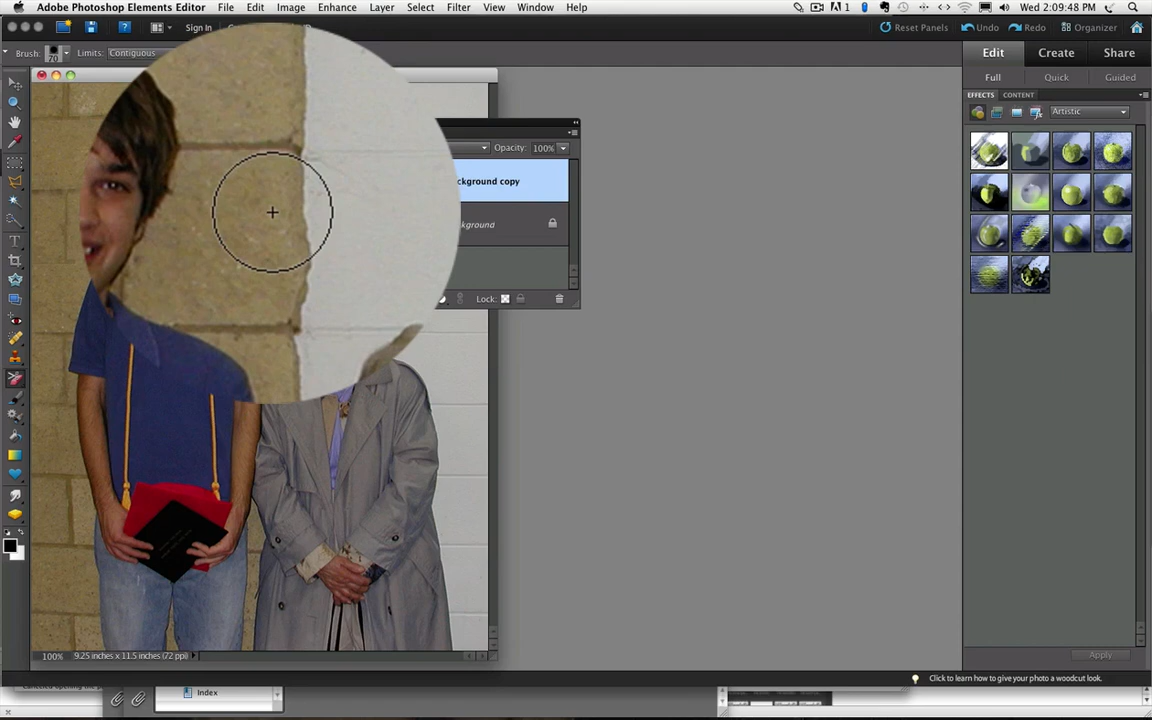 Adobe Photoshop Elements Editor File Edit Image Enhance Layer Select Filter View Window Help 1 Wed 2:09:48 PM
Sign In Reset Panels Undo Redo Organizer
Brush: 70 Limits: Contiguous Edit Create Share
Full Quick Guided
EFFECTS CONTENT
Artistic
Opacity: 100%
ckground copy
kground
Lock:
Apply
100% 9.25 inches x 11.5 inches (72 ppi)
Click to learn how to give your photo a woodcut look.
Index